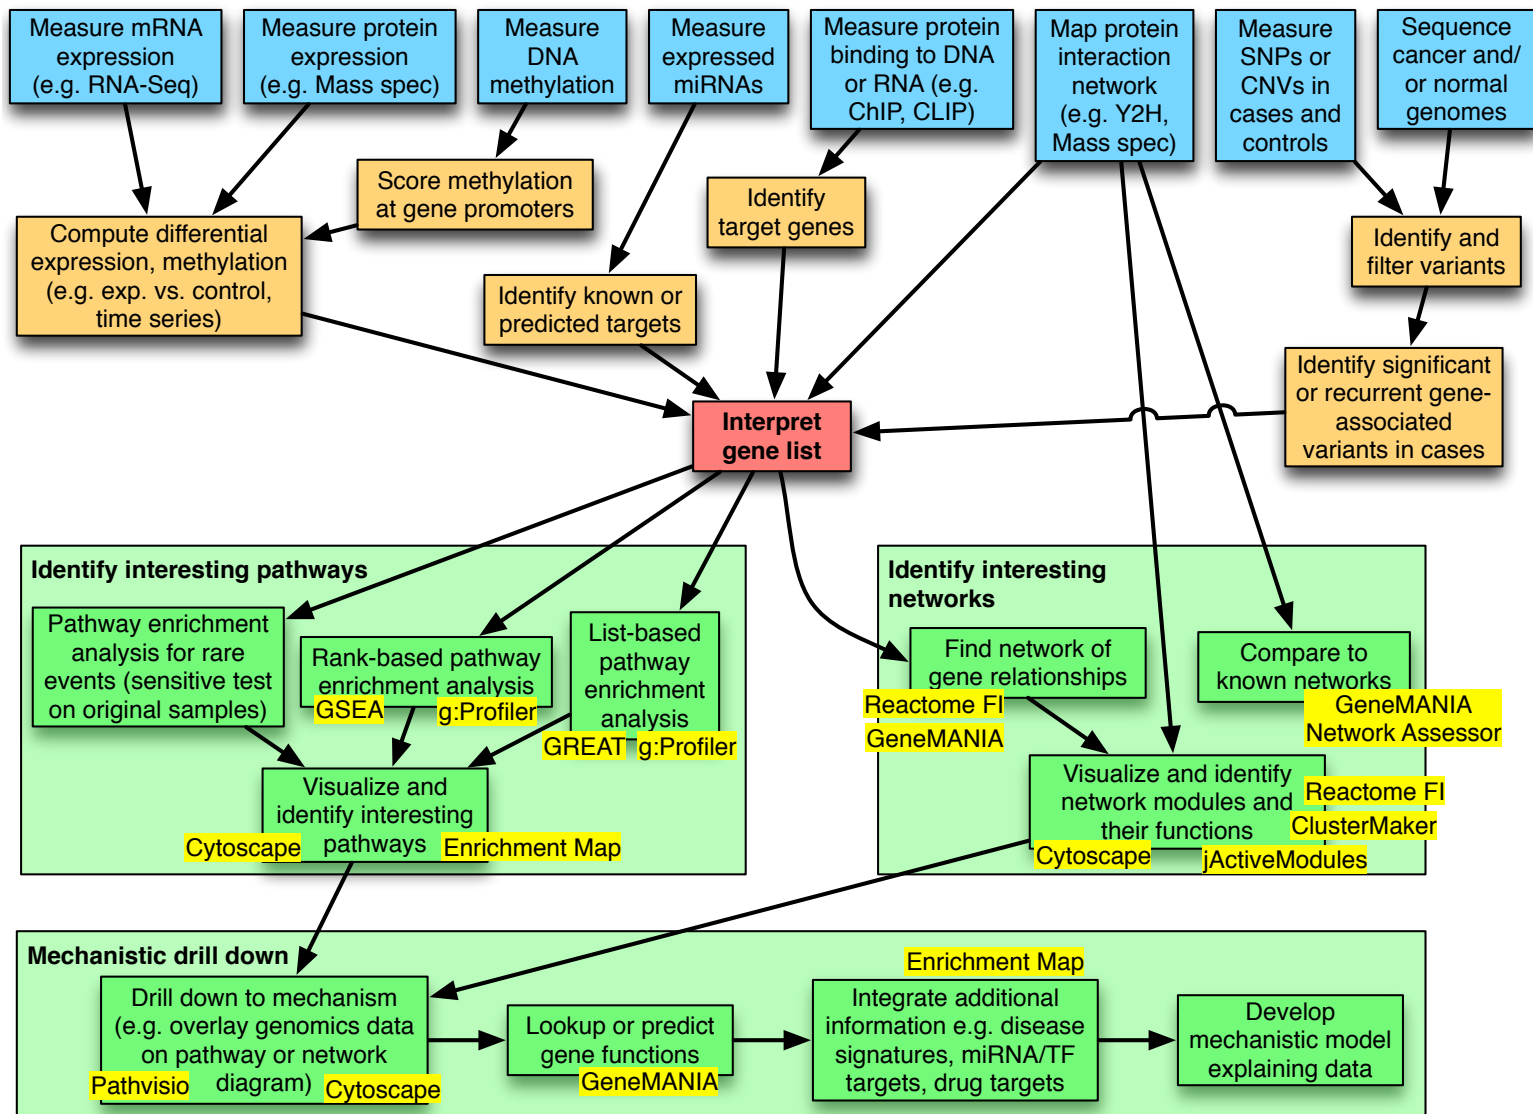 Measure mRNA
expression
(e.g. RNA-Seq)
Measure protein
expression
(e.g. Mass spec)
Measure
DNA
methylation
Measure
expressed
miRNAs
Measure protein
binding to DNA
or RNA (e.g.
ChIP, CLIP)
Map protein
interaction
network
(e.g. Y2H,
Mass spec)
Measure
SNPs or
CNVs in
cases and
controls
Sequence
cancer and/
or normal
genomes
Score methylation
at gene promoters
Identify
target genes
Compute differential
expression, methylation
(e.g. exp. vs. control,
time series)
Identify and
filter variants
Identify known or
predicted targets
Identify significant
or recurrent gene-
associated
variants in cases
Interpret
gene list
Identify interesting pathways
Pathway enrichment
analysis for rare
events (sensitive test
on original samples)
Rank-based pathway
enrichment analysis
GSEA
g:Profiler
List-based
pathway
enrichment
analysis
GREAT
g:Profiler
Visualize and
identify interesting
pathways
Cytoscape
Enrichment Map
Identify interesting
networks
Find network of
gene relationships
Reactome FI
GeneMANIA
Compare to
known networks
GeneMANIA
Network Assessor
Visualize and identify
network modules and
their functions
Reactome FI
ClusterMaker
Cytoscape
jActiveModules
Mechanistic drill down
Drill down to mechanism
(e.g. overlay genomics data
on pathway or network
diagram)
Pathvisio
Cytoscape
Lookup or predict
gene functions
GeneMANIA
Enrichment Map
Integrate additional
information e.g. disease
signatures, miRNA/TF
targets, drug targets
Develop
mechanistic model
explaining data